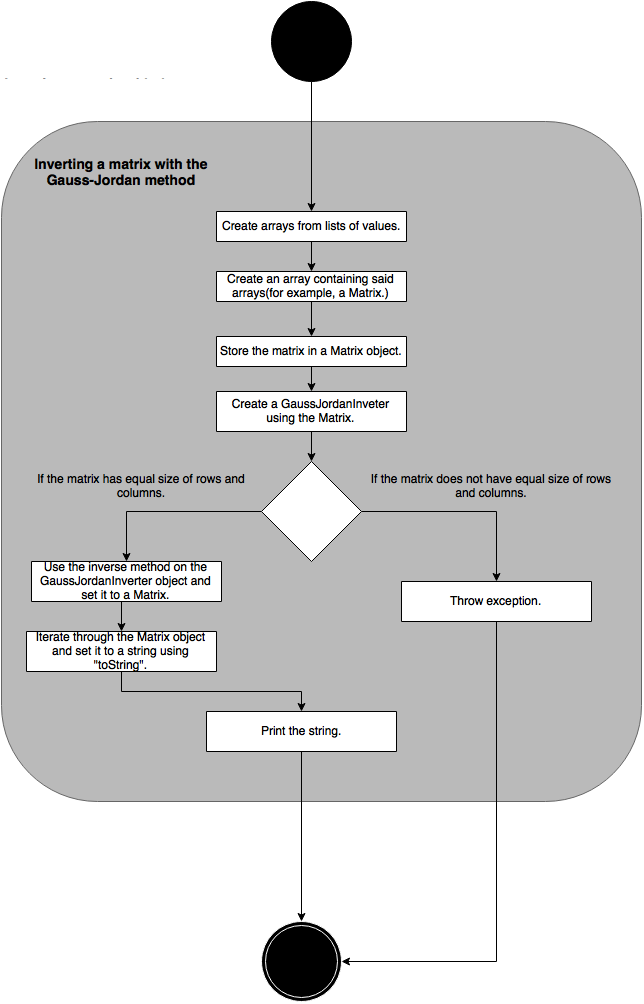 Inverting a matrix with the
Gauss-Jordan method
Create arrays from lists of values.
Create an array containing said
arrays(for example, a Matrix.)
Store the matrix in a Matrix object.
Create a GaussJordanInveter
using the Matrix.
If the matrix has equal size of rows and
columns.
If the matrix does not have equal size of rows
and columns.
Use the inverse method on the
GaussJordanInverter object and
set it to a Matrix.
Throw exception.
Iterate through the Matrix object
and set it to a string using
"toString".
Print the string.